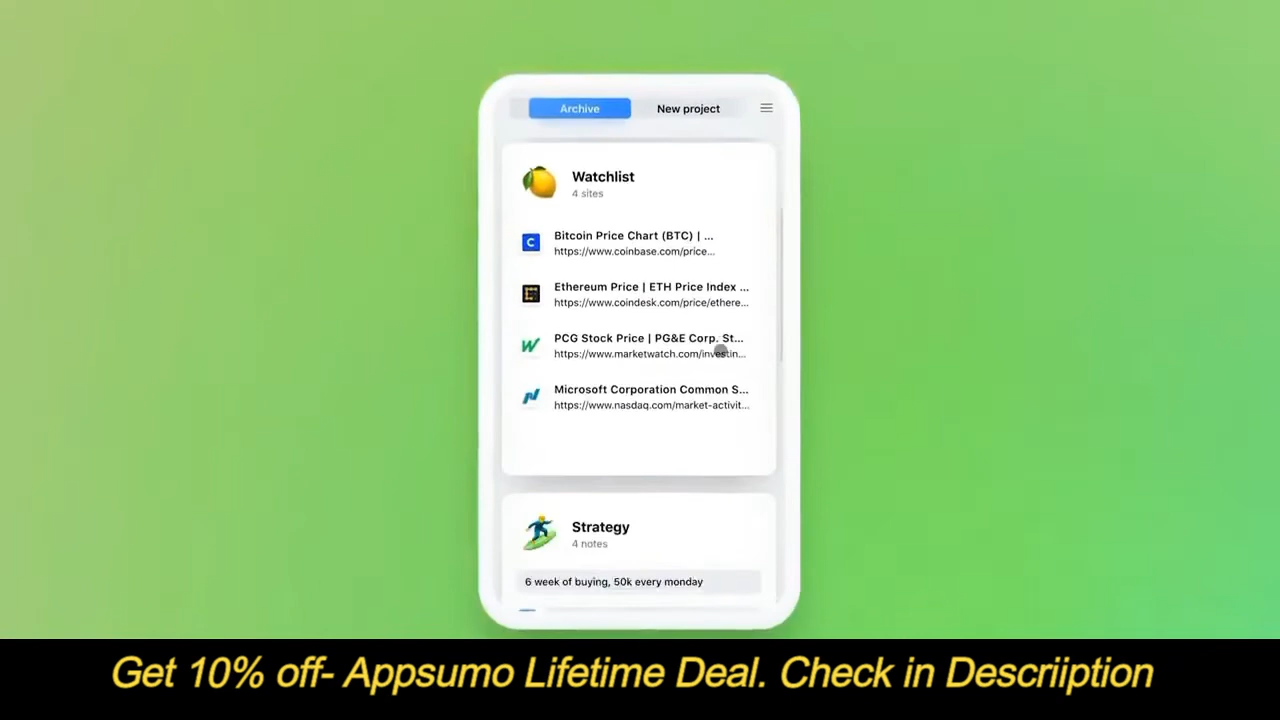 Archive
New project
Watchlist
4 sites
Bitcoin Price Chart (BTC) | ...
https://www.coinbase.com/price...
Ethereum Price | ETH Price Index ...
https://www.coindesk.com/price/ethere...
PCG Stock Price | PG&E Corp. St...
https://www.marketwatch.com/investin...
Microsoft Corporation Common S...
https://www.nasdaq.com/market-activit...
Strategy
4 notes
6 week of buying, 50k every monday
Get 10% off- Appsumo Lifetime Deal. Check in Descriiption